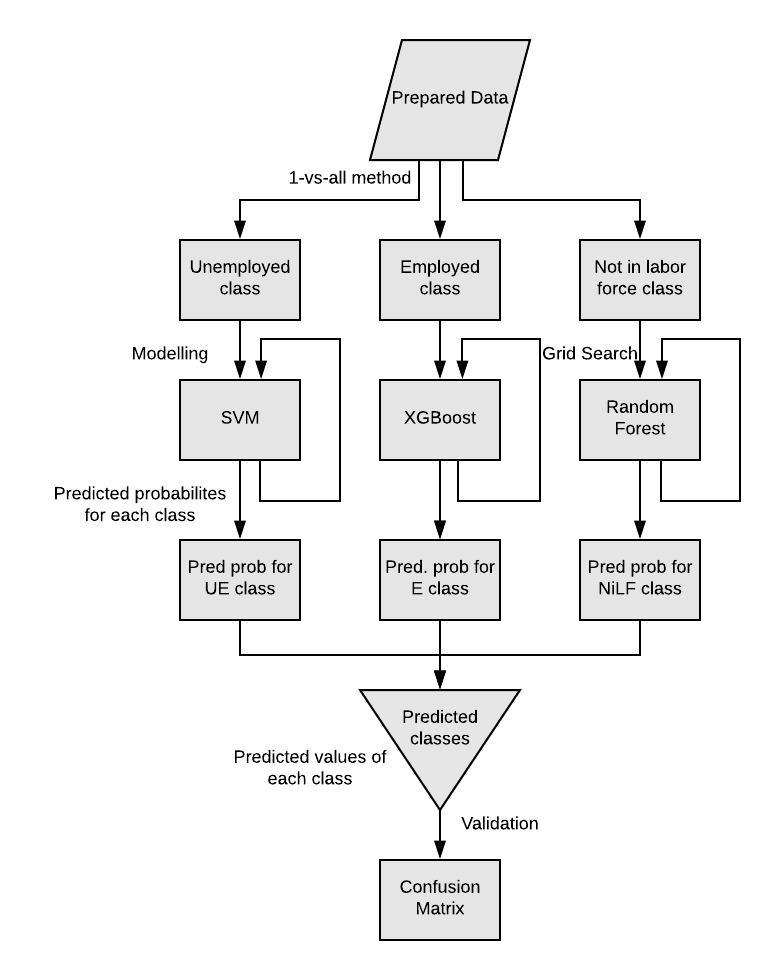 Prepared Data
1-vs-all method
Unemployed
class
Employed
class
Not in labor
force class
Modelling
Grid Search
SVM
XGBoost
Random
Forest
Predicted probabilites
for each class
Pred prob for
UE class
Pred. prob for
E class
Pred prob for
NiLF class
Predicted
classes
Predicted values of
each class
Validation
Confusion
Matrix